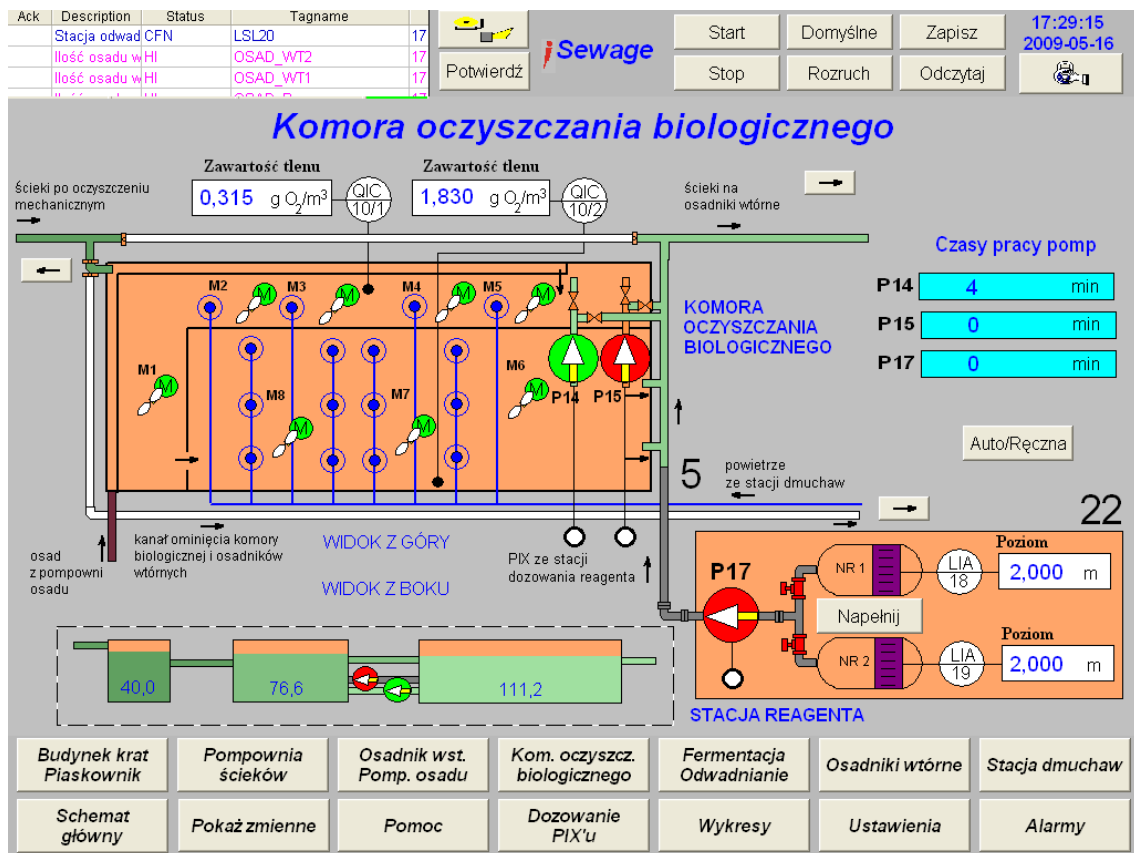 Ack Description Status Tagname
Stacja odwad CFN LSL20 17
Ilość osadu w HI OSAD_WT2 17
Ilość osadu w HI OSAD_WT1 17
Potwierdź
iSewage
Start Domyślne Zapisz
Stop Rozruch Odczytaj
17:29:15
2009-05-16
Komora oczyszczania biologicznego
Zawartość tlenu Zawartość tlenu
0,315 g O2/m3 QIC 10/1
1,830 g O2/m3 QIC 10/2
ścieki po oczyszczeniu
mechanicznym
ścieki na
osadniki wtórne
Czasy pracy pomp
P14 4 min
P15 0 min
P17 0 min
Auto/Ręczna
M2 M3 M4 M5
M M M M
KOMORA
OCZYSZCZANIA
BIOLOGICZNEGO
M1 M6
M M
M8 M7
M M
P14 P15
5
powietrze
ze stacji dmuchaw
22
osad
z pompowni
osadu
kanał ominięcia komory
biologicznej i osadników
wtórnych
WIDOK Z GÓRY
WIDOK Z BOKU
PIX ze stacji
dozowania reagenta
P17
NR 1
LIA
18
Poziom
2,000 m
Napełnij
NR 2
LIA
19
Poziom
2,000 m
STACJA REAGENTA
40,0 76,6 111,2
Budynek krat
Piaskownik
Pompownia
ścieków
Osadnik wst.
Pomp. osadu
Kom. oczyszcz.
biologicznego
Fermentacja
Odwadnianie
Osadniki wtórne
Stacja dmuchaw
Schemat
główny
Pokaż zmienne
Pomoc
Dozowanie
PIX'u
Wykresy
Ustawienia
Alarmy